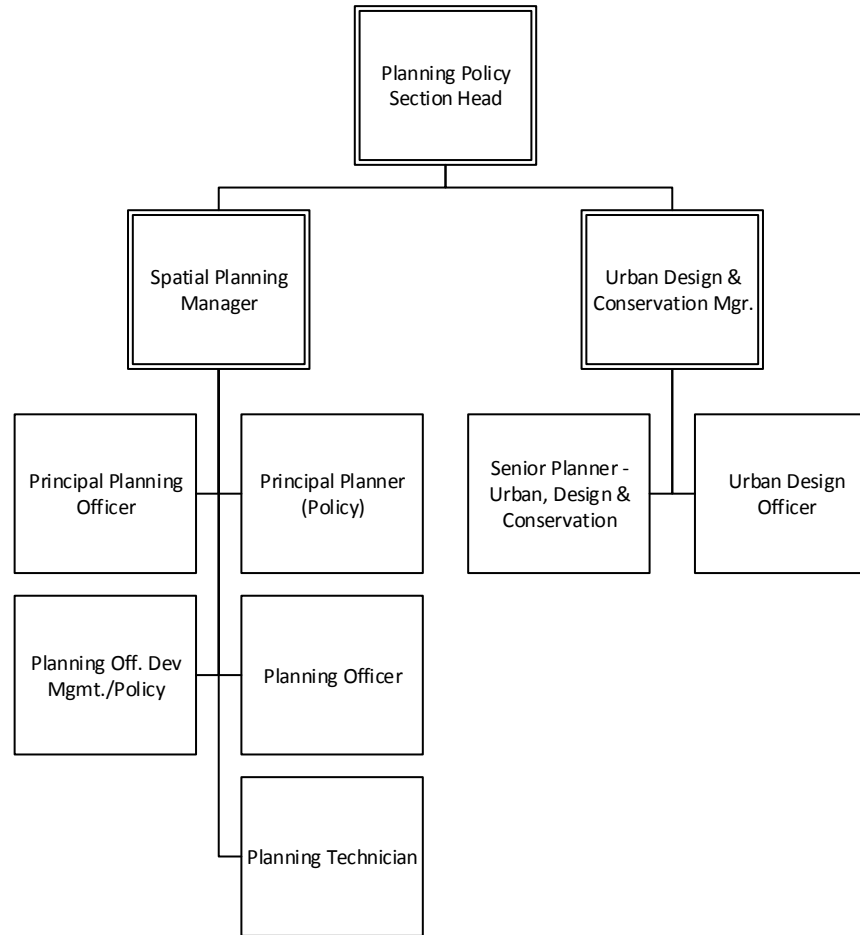 Planning Policy
Section Head
Spatial Planning
Manager
Urban Design &
Conservation Mgr.
Principal Planning
Officer
Principal Planner
(Policy)
Senior Planner -
Urban, Design &
Conservation
Urban Design
Officer
Planning Off. Dev
Mgmt./Policy
Planning Officer
Planning Technician